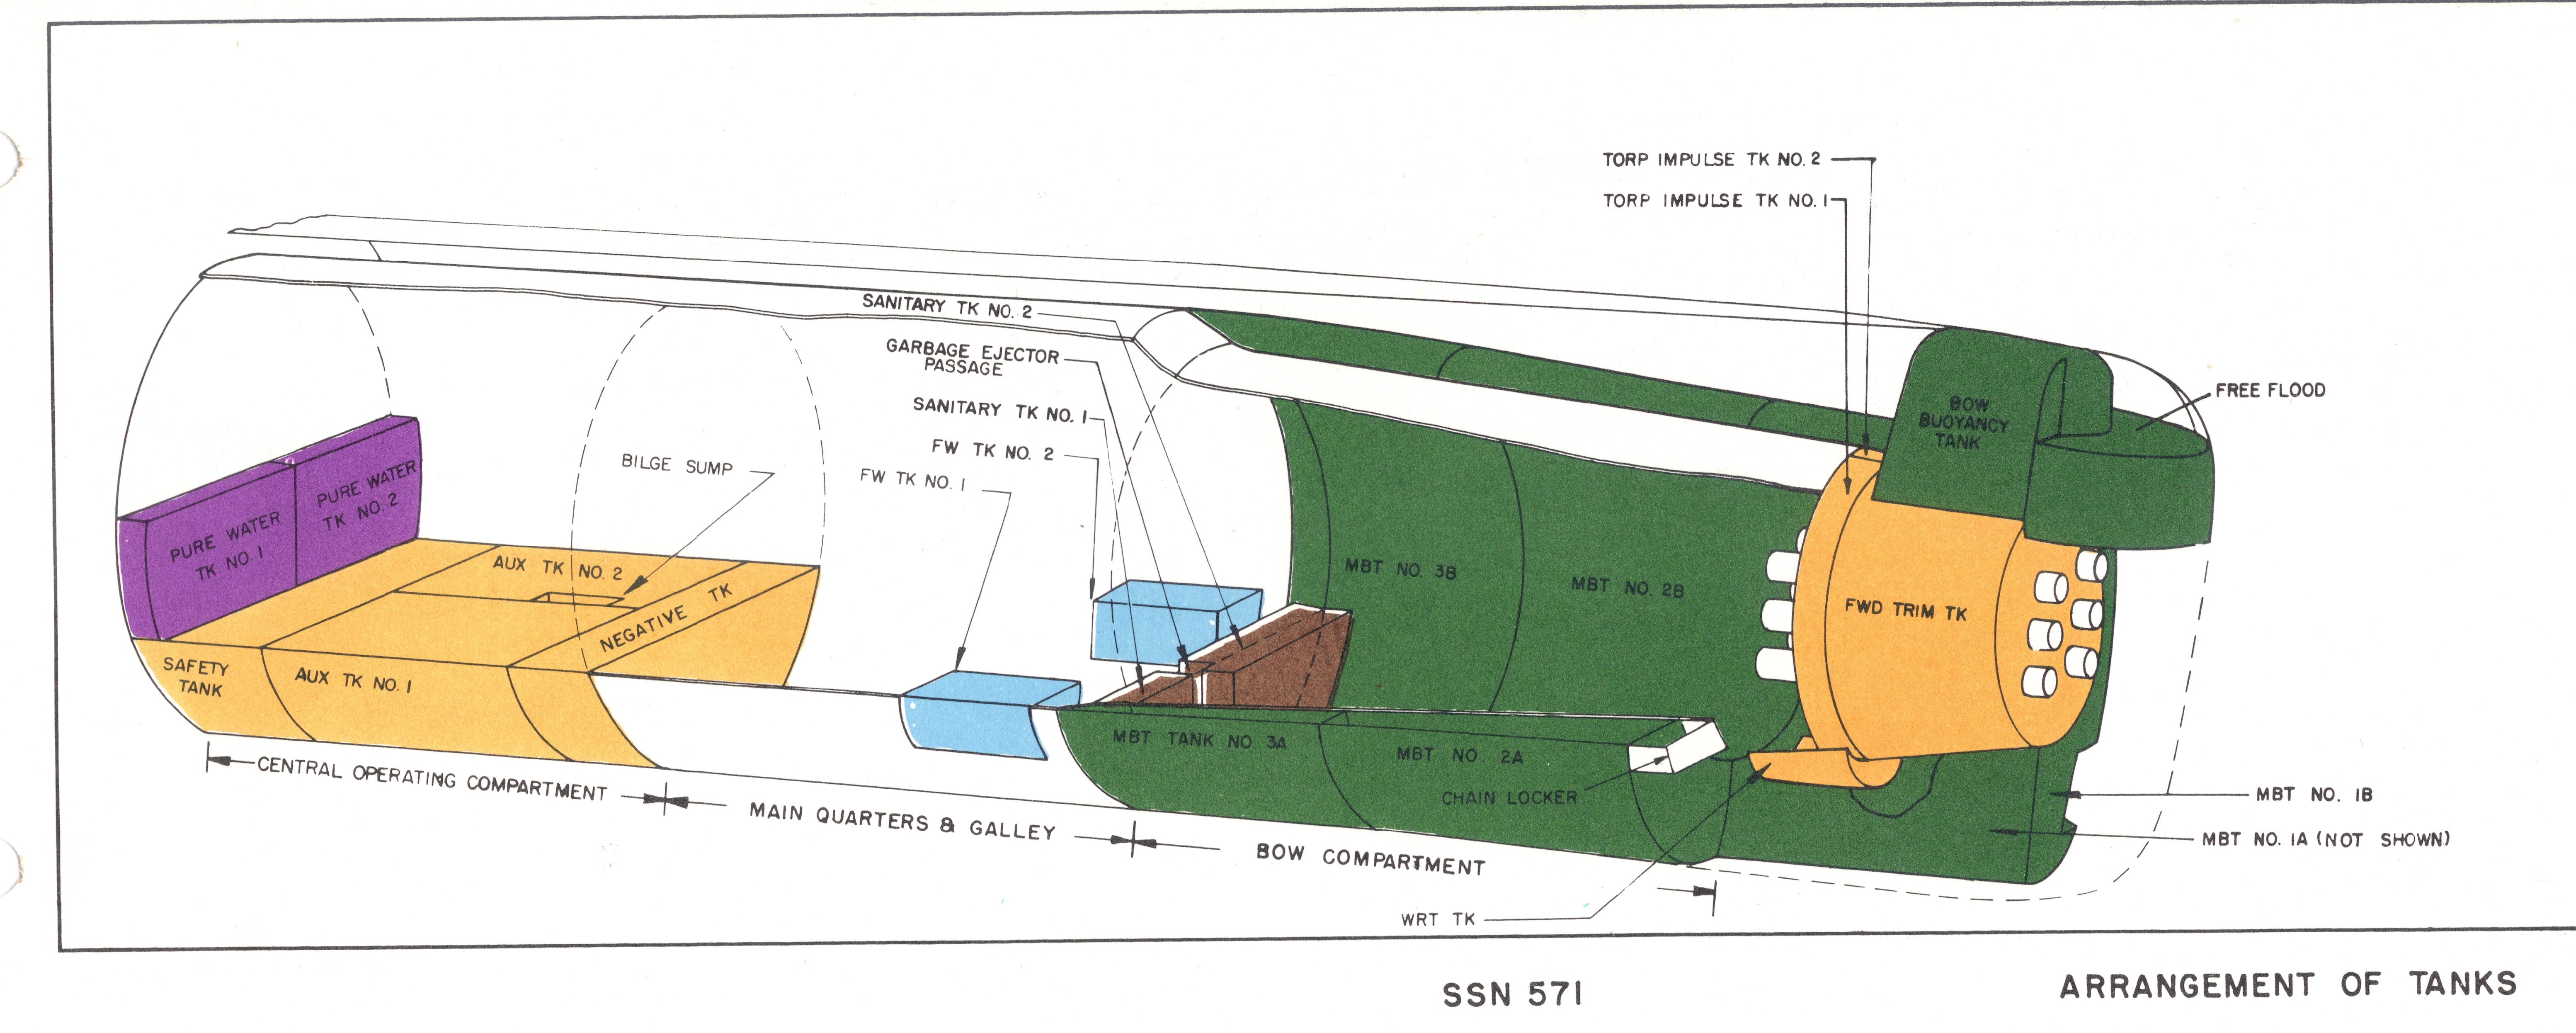 TORP IMPULSE TK NO. 2
TORP IMPULSE TK NO. 1
SANITARY TK NO. 2
GARBAGE EJECTOR
PASSAGE
SANITARY TK NO. 1
FW TK NO. 2
FW TK NO. 1
BILGE SUMP
FREE FLOOD
BOW
BUOYANCY
TANK
PURE WATER
TK NO. 1
PURE WATER
TK NO. 2
AUX TK NO. 2
NEGATIVE TK
SAFETY
TANK
AUX TK NO. 1
MBT NO. 3B
MBT NO. 2B
FWD TRIM TK
MBT TANK NO 3A
MBT NO. 2A
CHAIN LOCKER
MBT NO. 1B
MBT NO. 1A (NOT SHOWN)
CENTRAL OPERATING COMPARTMENT
MAIN QUARTERS & GALLEY
BOW COMPARTMENT
WRT TK
SSN 571
ARRANGEMENT OF TANKS